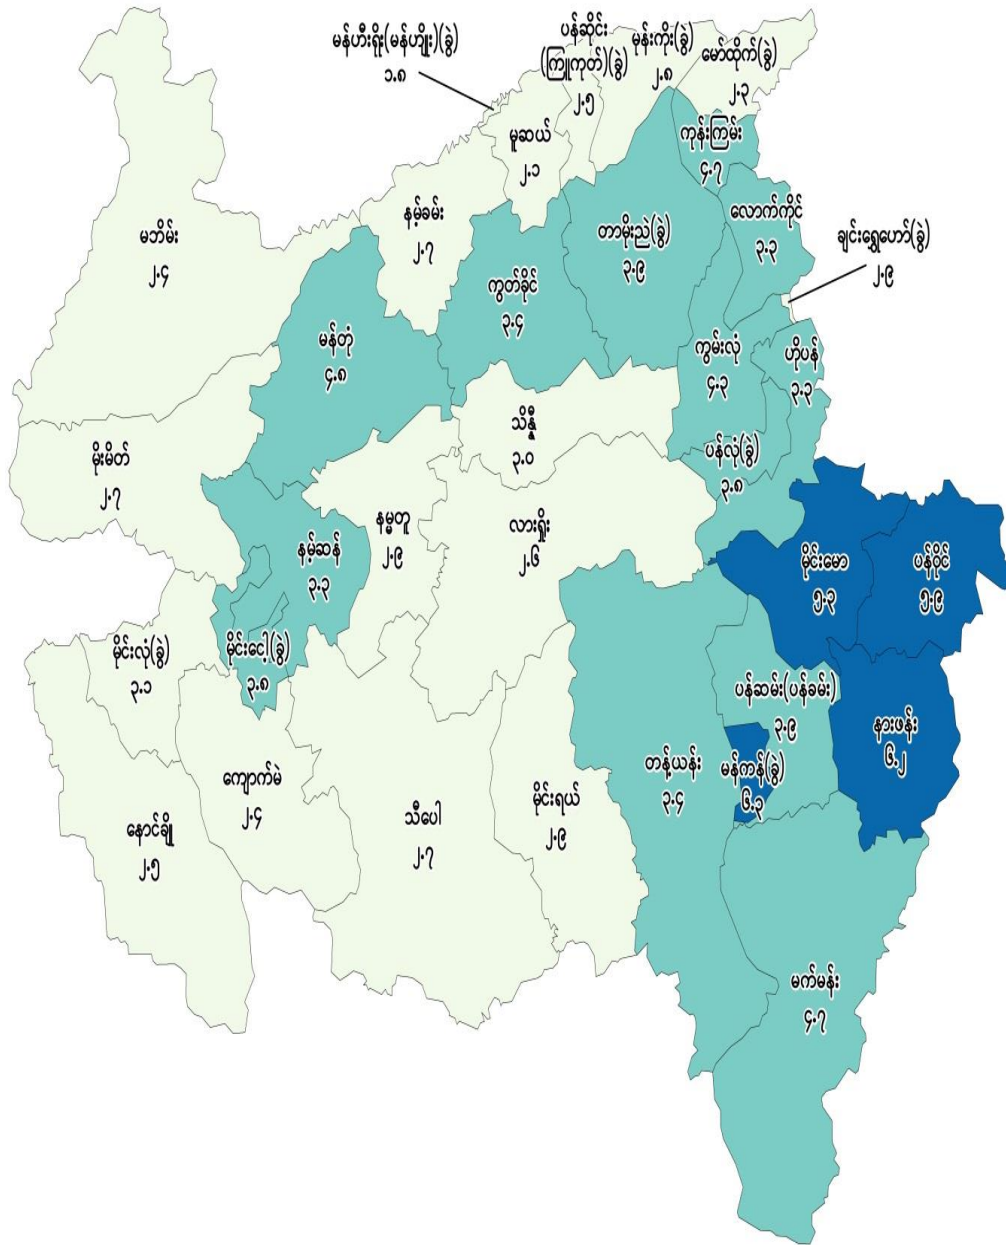 မန်ဟီးရိုး(မန်ဟျိုး)(ခွဲ)
၁.၈
ပန်ဆိုင်း
(ကြူကုတ်)(ခွဲ)
၂.၅
မုန်းကိုး(ခွဲ)
၂.၈
မော်ထိုက်(ခွဲ)
၂.၃
မူဆယ်
၂.၁
ကုန်းကြမ်း
၄.၇
နမ့်ခမ်း
၂.၇
လောက်ကိုင်
၃.၃
မဘိမ်း
၂.၄
တာမိုးညဲ(ခွဲ)
၃.၉
ချင်းရွှေဟော်(ခွဲ)
၂.၉
ကွတ်ခိုင်
၃.၄
မန်တုံ
၄.၈
ကွမ်းလုံ
၄.၃
ဟိုပန်
၃.၃
သိန္နီ
၃.၀
မိုးမိတ်
၂.၇
ပန်လုံ(ခွဲ)
၃.၈
နမ္မတူ
၂.၉
လားရှိုး
၂.၆
နမ့်ဆန်
၃.၃
မိုင်းမော
၅.၃
ပန်ဝိုင်
၅.၉
မိုင်းလုံ(ခွဲ)
၃.၁
မိုင်းငေါ့(ခွဲ)
၃.၈
ပန်ဆမ်း(ပန်ခမ်း)
၃.၉
နားဖန်း
၆.၂
ကျောက်မဲ
၂.၄
တန့်ယန်း
၃.၄
မန်ကန်(ခွဲ)
၆.၃
နောင်ချို
၂.၅
သီပေါ
၂.၇
မိုင်းရယ်
၂.၉
မက်မန်း
၄.၇